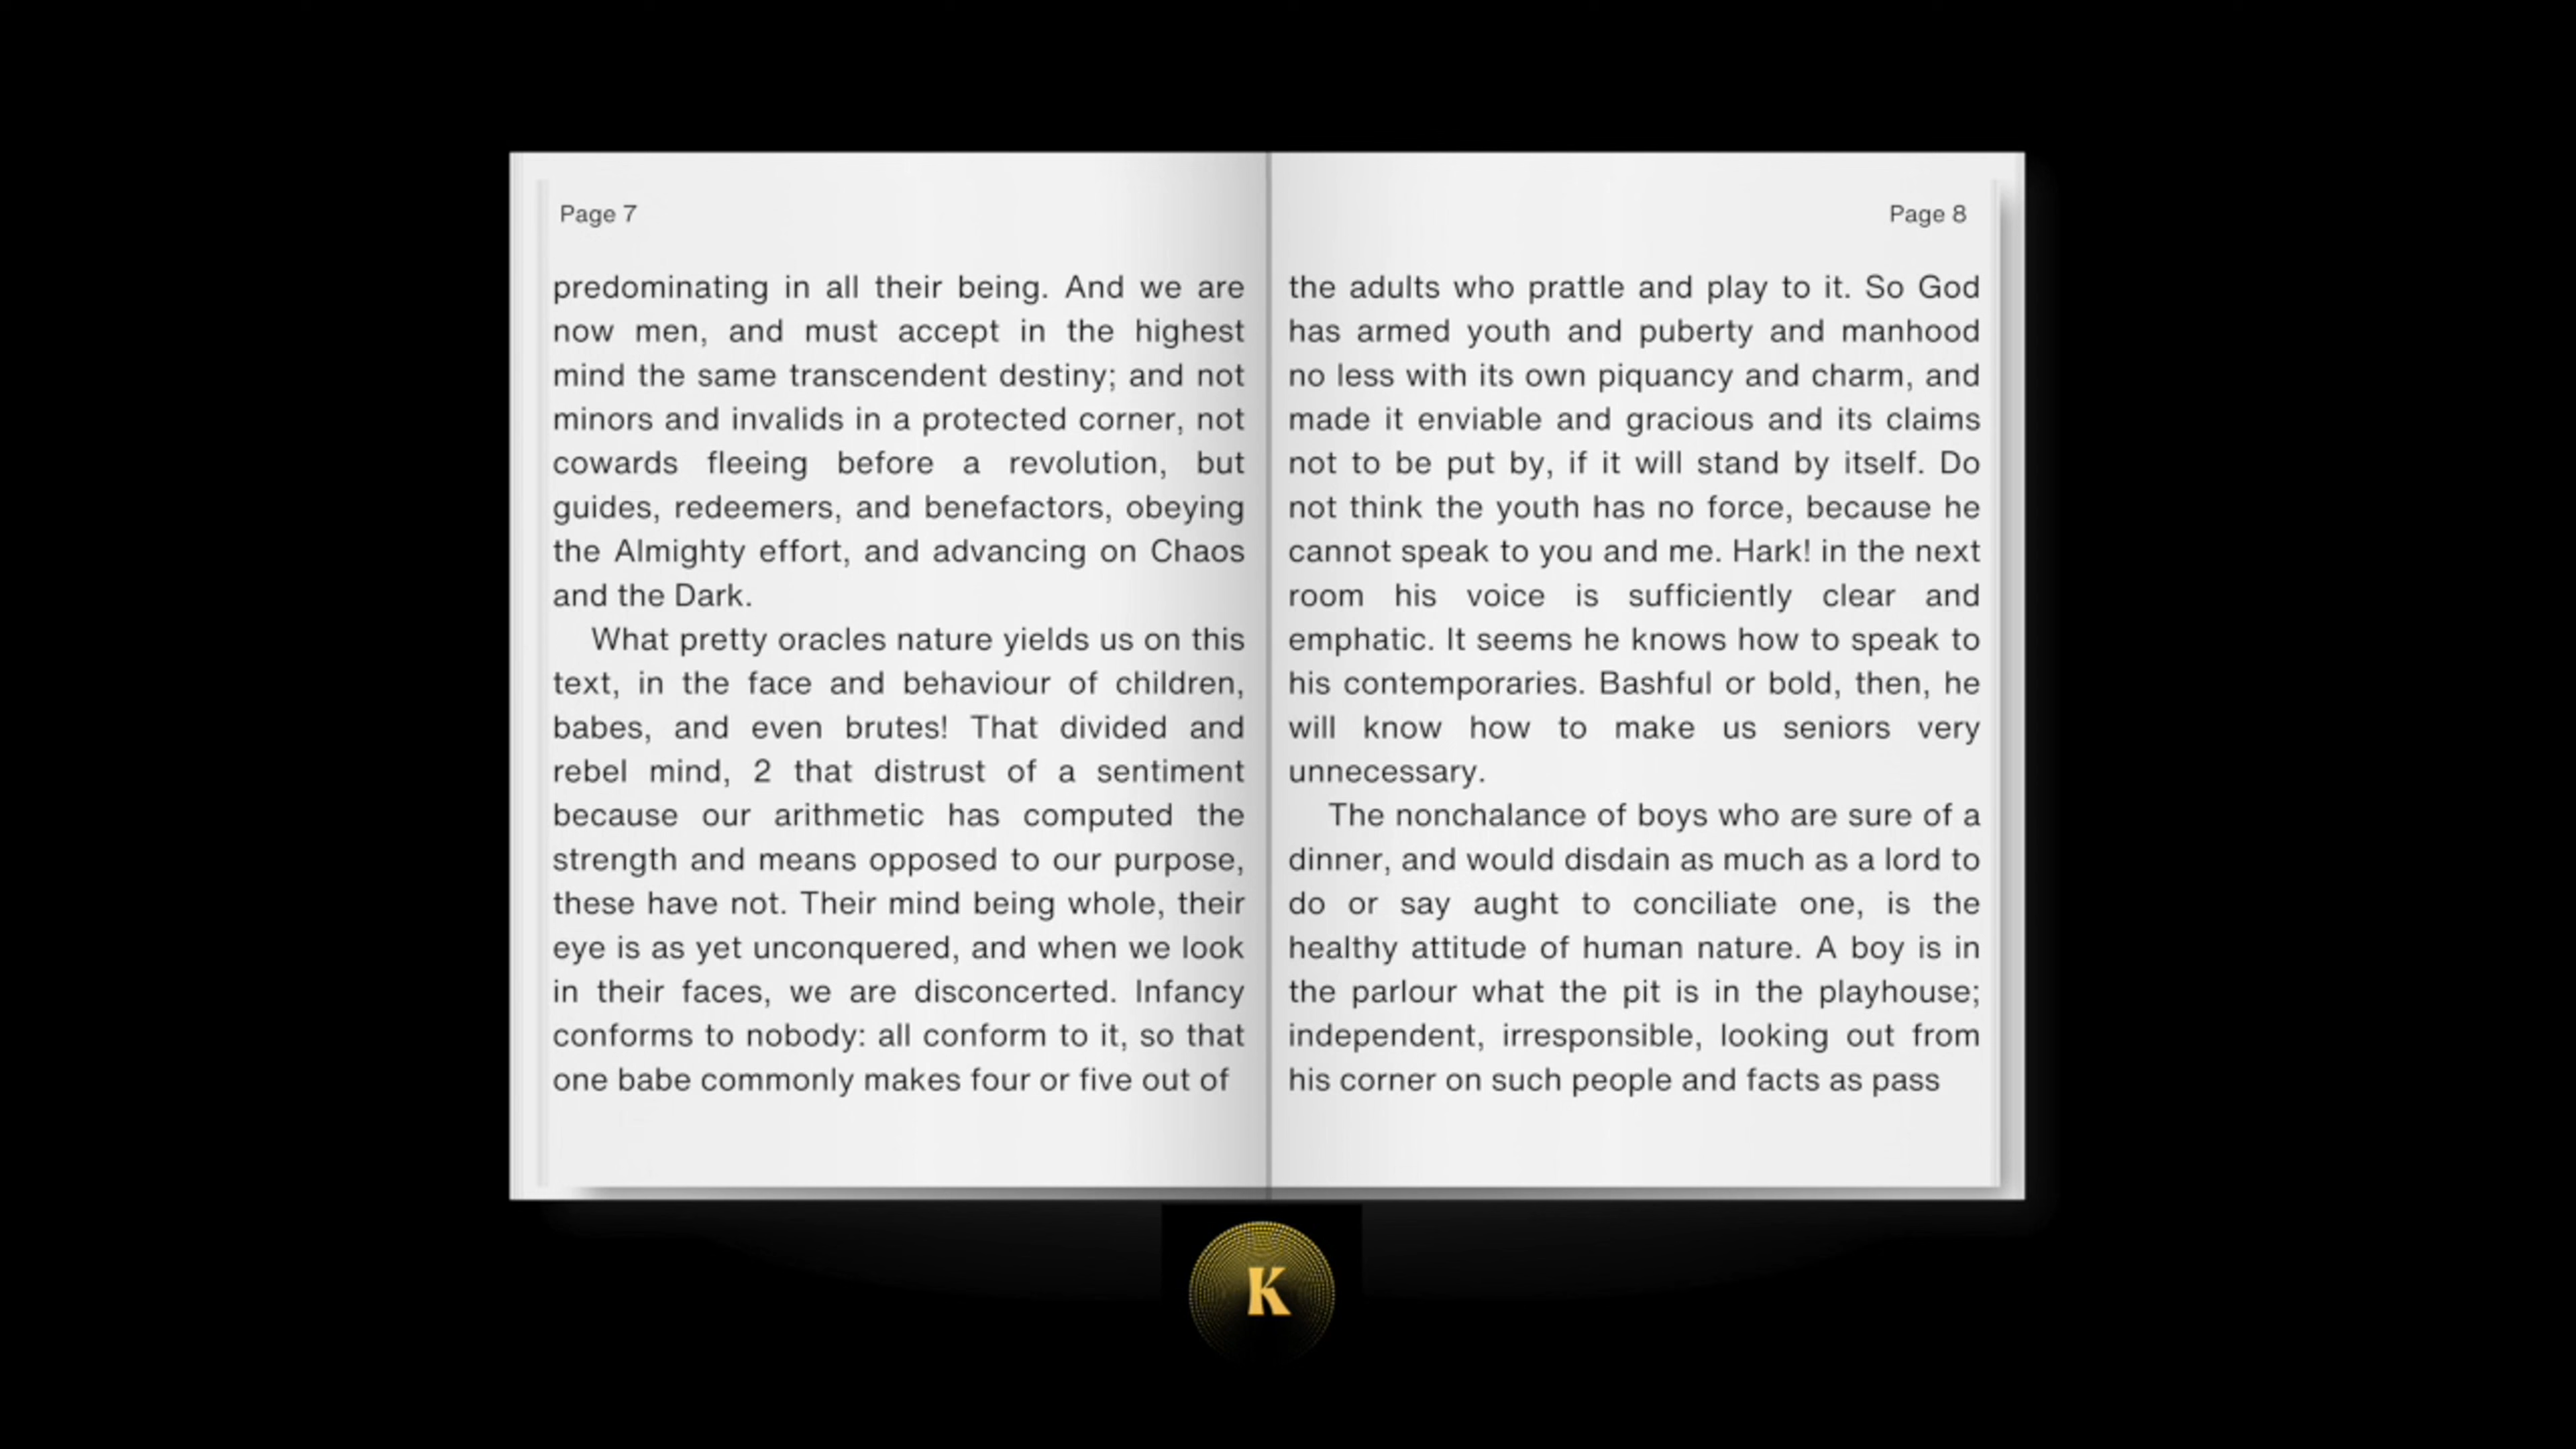 Page 7
predominating in all their being. And we are
now men, and must accept in the highest
mind the same transcendent destiny; and not
minors and invalids in a protected corner, not
cowards fleeing before a revolution, but
guides, redeemers, and benefactors, obeying
the Almighty effort, and advancing on Chaos
and the Dark.
What pretty oracles nature yields us on this
text, in the face and behaviour of children,
babes, and even brutes! That divided and
rebel mind, 2 that distrust of a sentiment
because our arithmetic has computed the
strength and means opposed to our purpose,
these have not. Their mind being whole, their
eye is as yet unconquered, and when we look
in their faces, we are disconcerted. Infancy
conforms to nobody: all conform to it, so that
one babe commonly makes four or five out of
Page 8
the adults who prattle and play to it. So God
has armed youth and puberty and manhood
no less with its own piquancy and charm, and
made it enviable and gracious and its claims
not to be put by, if it will stand by itself. Do
not think the youth has no force, because he
cannot speak to you and me. Hark! in the next
room his voice is sufficiently clear and
emphatic. It seems he knows how to speak to
his contemporaries. Bashful or bold, then, he
will know how to make us seniors very
unnecessary.
The nonchalance of boys who are sure of a
dinner, and would disdain as much as a lord to
do or say aught to conciliate one, is the
healthy attitude of human nature. A boy is in
the parlour what the pit is in the playhouse;
independent, irresponsible, looking out from
his corner on such people and facts as pass
K